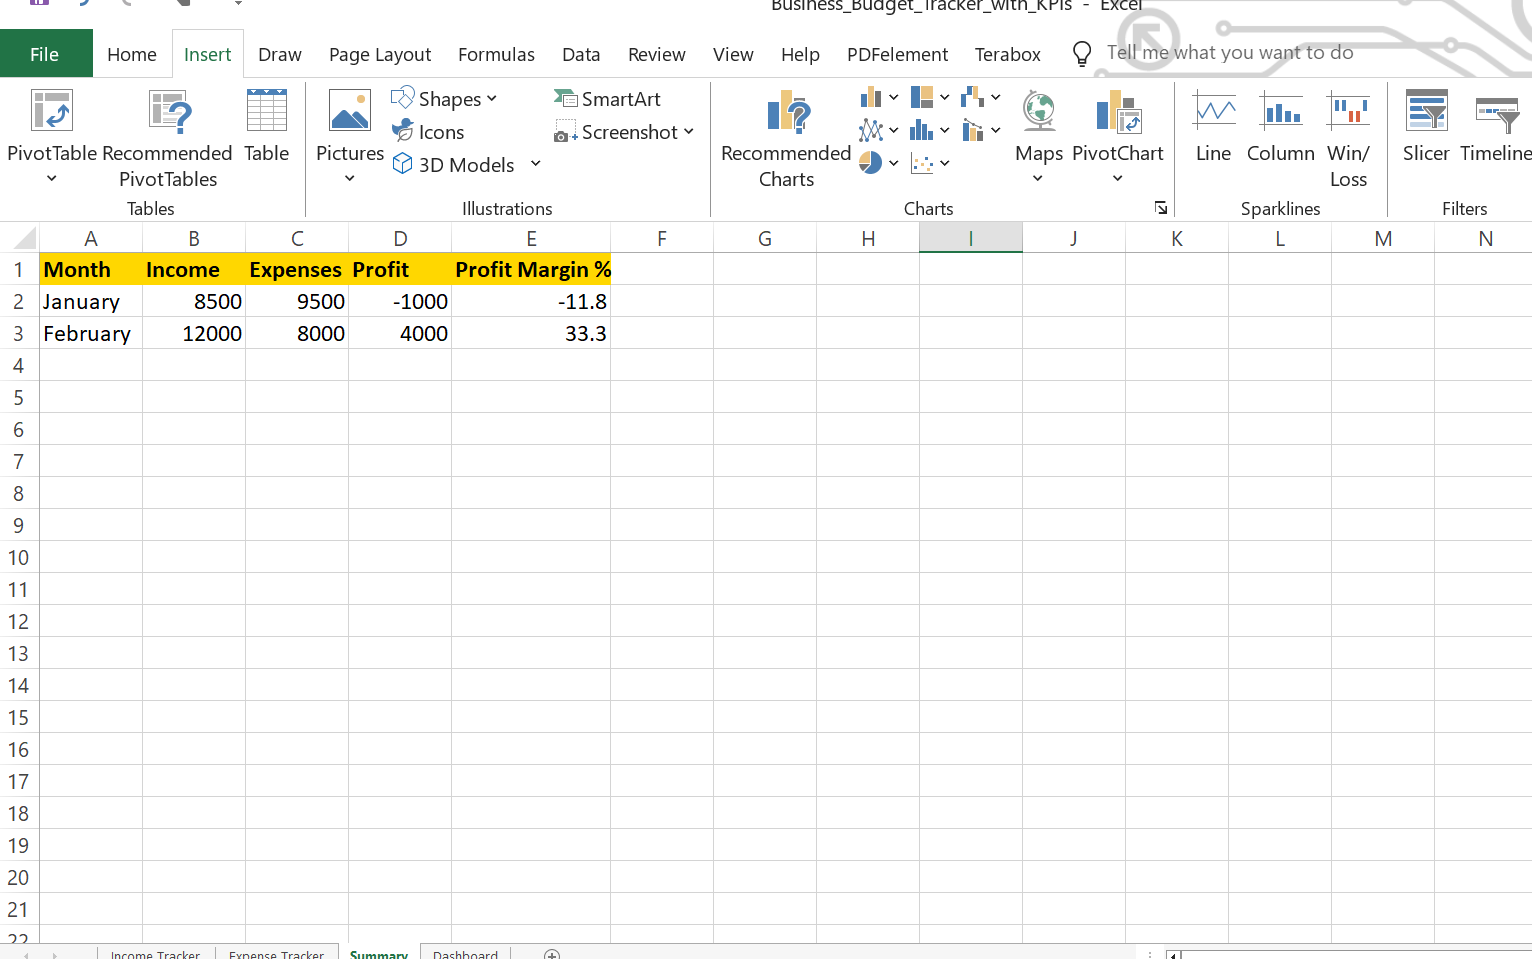 Business_Budget_Tracker_with_KPIs - Excel
File Home Insert Draw Page Layout Formulas Data Review View Help PDFelement Terabox Tell me what you want to do
PivotTable Recommended PivotTables Table
Tables
Pictures Shapes Icons 3D Models SmartArt Screenshot
Illustrations
Recommended Charts Maps PivotChart
Charts
Line Column Win/Loss
Sparklines
Slicer Timeline
Filters
A B C D E F G H I J K L M N
1 Month Income Expenses Profit Profit Margin %
2 January 8500 9500 -1000 -11.8
3 February 12000 8000 4000 33.3
4
5
6
7
8
9
10
11
12
13
14
15
16
17
18
19
20
21
22
Income Tracker Expense Tracker Summary Dashboard